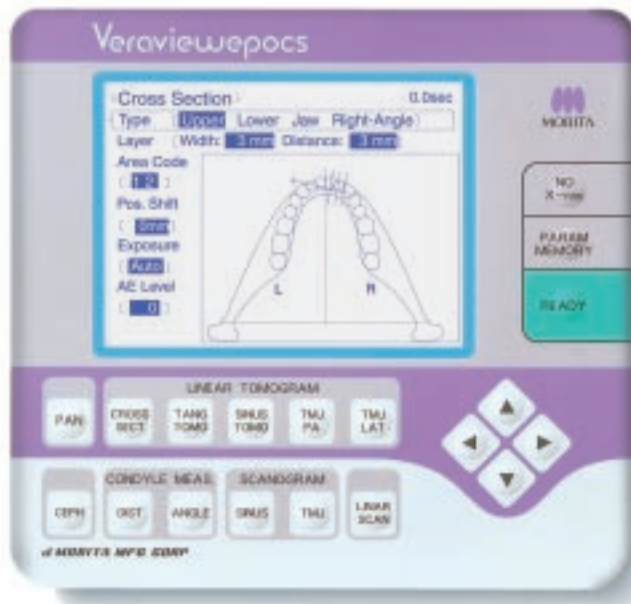 Veraviewepocs
Cross Section 0.0sec
Type Upper Lower Jaw Right-Angle
Layer (Width: 3 mm Distance: 3 mm)
Area Code
[ 1 2 ]
Pos. Shift
[ 0mm ]
Exposure
[ Auto ]
AE Level
[ 0 ]
L R
MORITA
NO
X-ray
PARAM
MEMORY
READY
LINEAR TOMOGRAM
PAN
CROSS
SECT.
TANG
TOMO
SINUS
TOMO
TMJ
PA
TMJ
LAT
CONDYLE MEAS. SCANOGRAM
CEPH
DIST
ANGLE
SINUS
TMJ
LINAR
SCAN
J MORITA MFG CORP